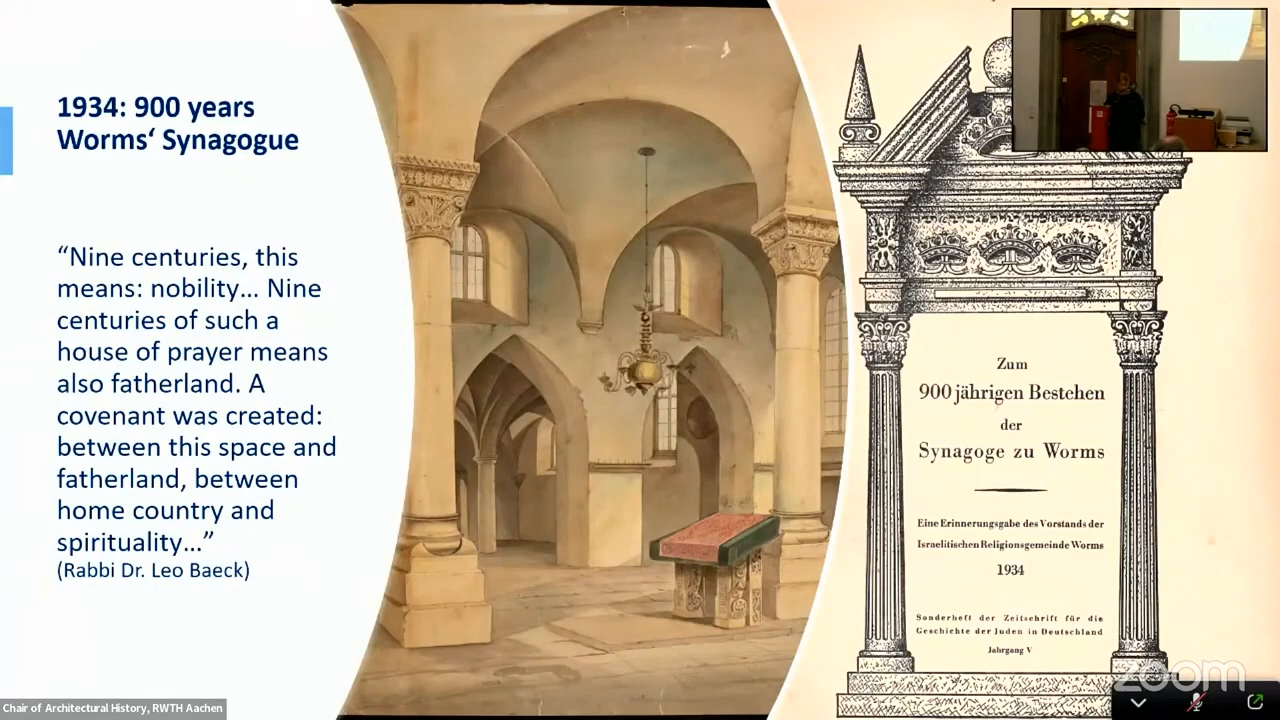 1934: 900 years
Worms‘ Synagogue
“Nine centuries, this
means: nobility… Nine
centuries of such a
house of prayer means
also fatherland. A
covenant was created:
between this space and
fatherland, between
home country and
spirituality…”
(Rabbi Dr. Leo Baeck)
Zum
900jährigen Bestehen
der
Synagoge zu Worms
Eine Erinnerungsgabe des Vorstands der
Israelitischen Religionsgemeinde Worms
1934
Sonderheft der Zeitschrift für die
Geschichte der Juden in Deutschland
Jahrgang V
zoom
Chair of Architectural History, RWTH Aachen